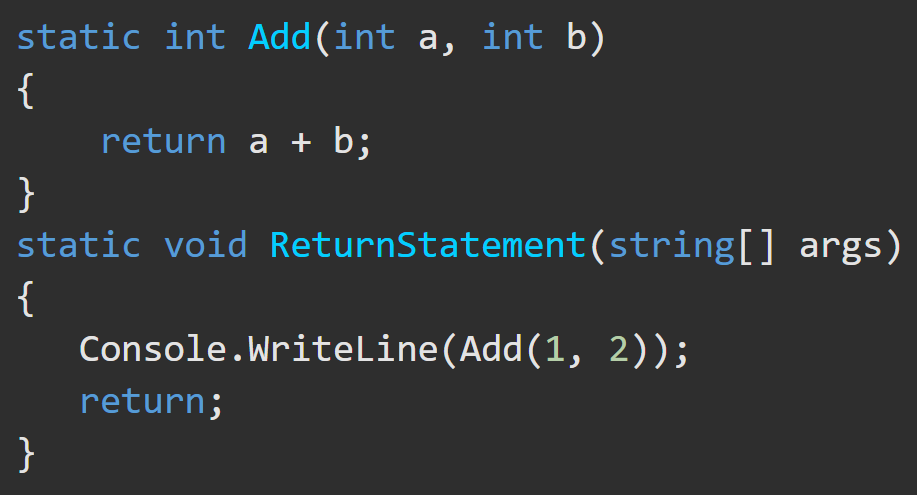 static int Add(int a, int b)
{
    return a + b;
}
static void ReturnStatement(string[] args)
{
   Console.WriteLine(Add(1, 2));
   return;
}